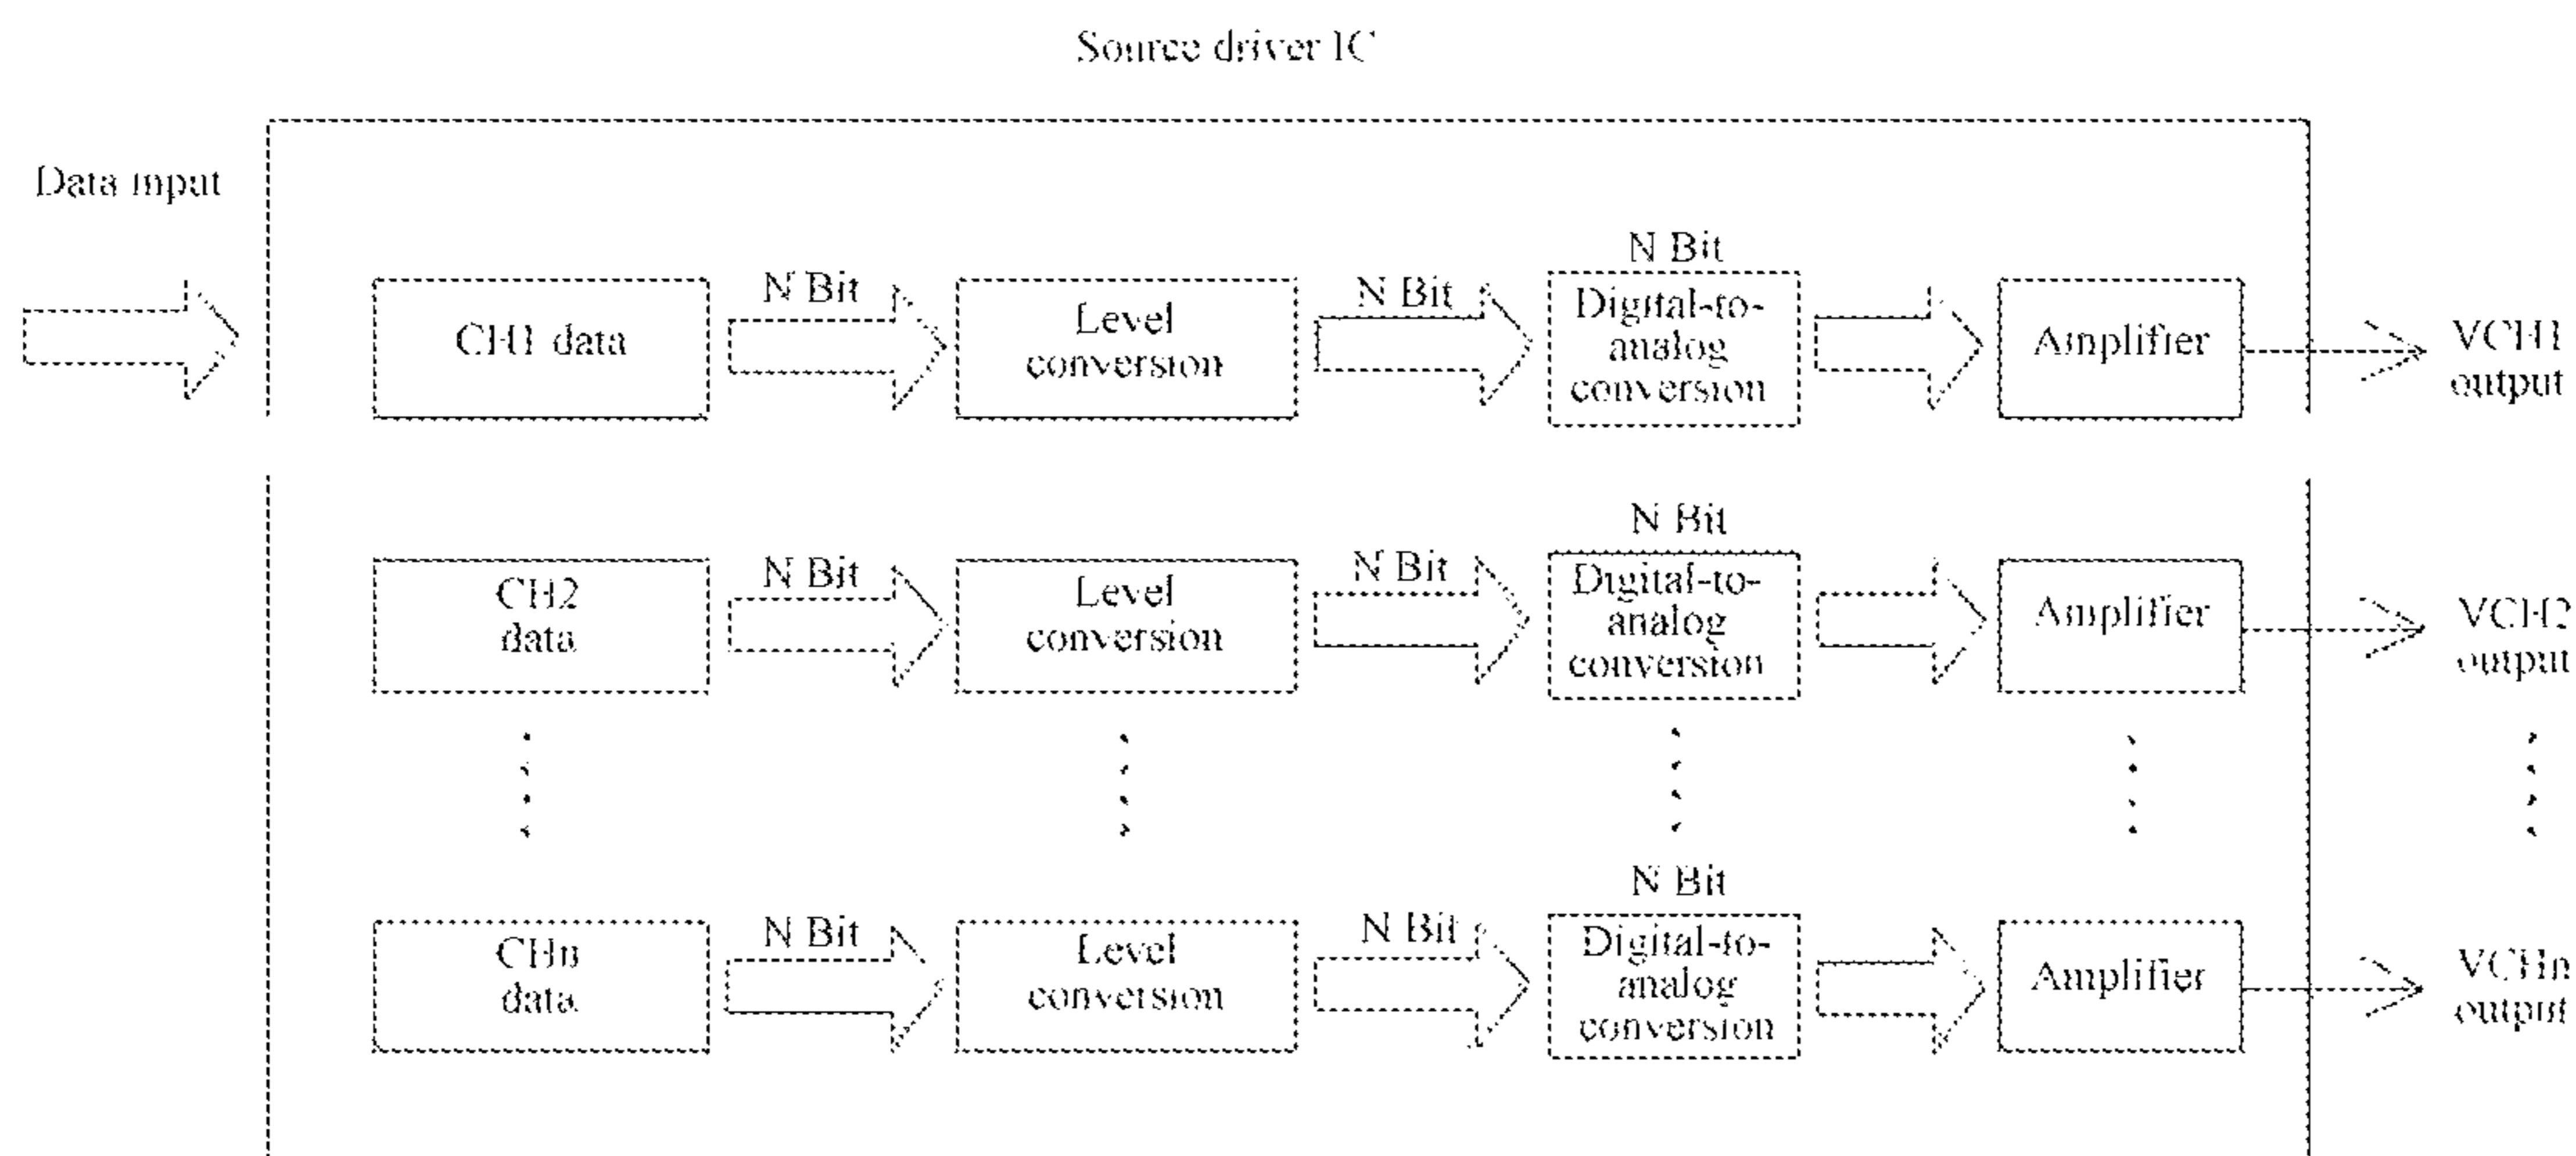 Source driver IC
Data input
N Bit
N Bit
N Bit
CH1 data
Level
conversion
Digital-to-
analog
conversion
Amplifier
VCH1
output
N Bit
N Bit
N Bit
CH2
data
Level
conversion
Digital-to-
analog
conversion
Amplifier
VCH2
output
N Bit
N Bit
N Bit
CHn
data
Level
conversion
Digital-to-
analog
conversion
Amplifier
VCHn
output